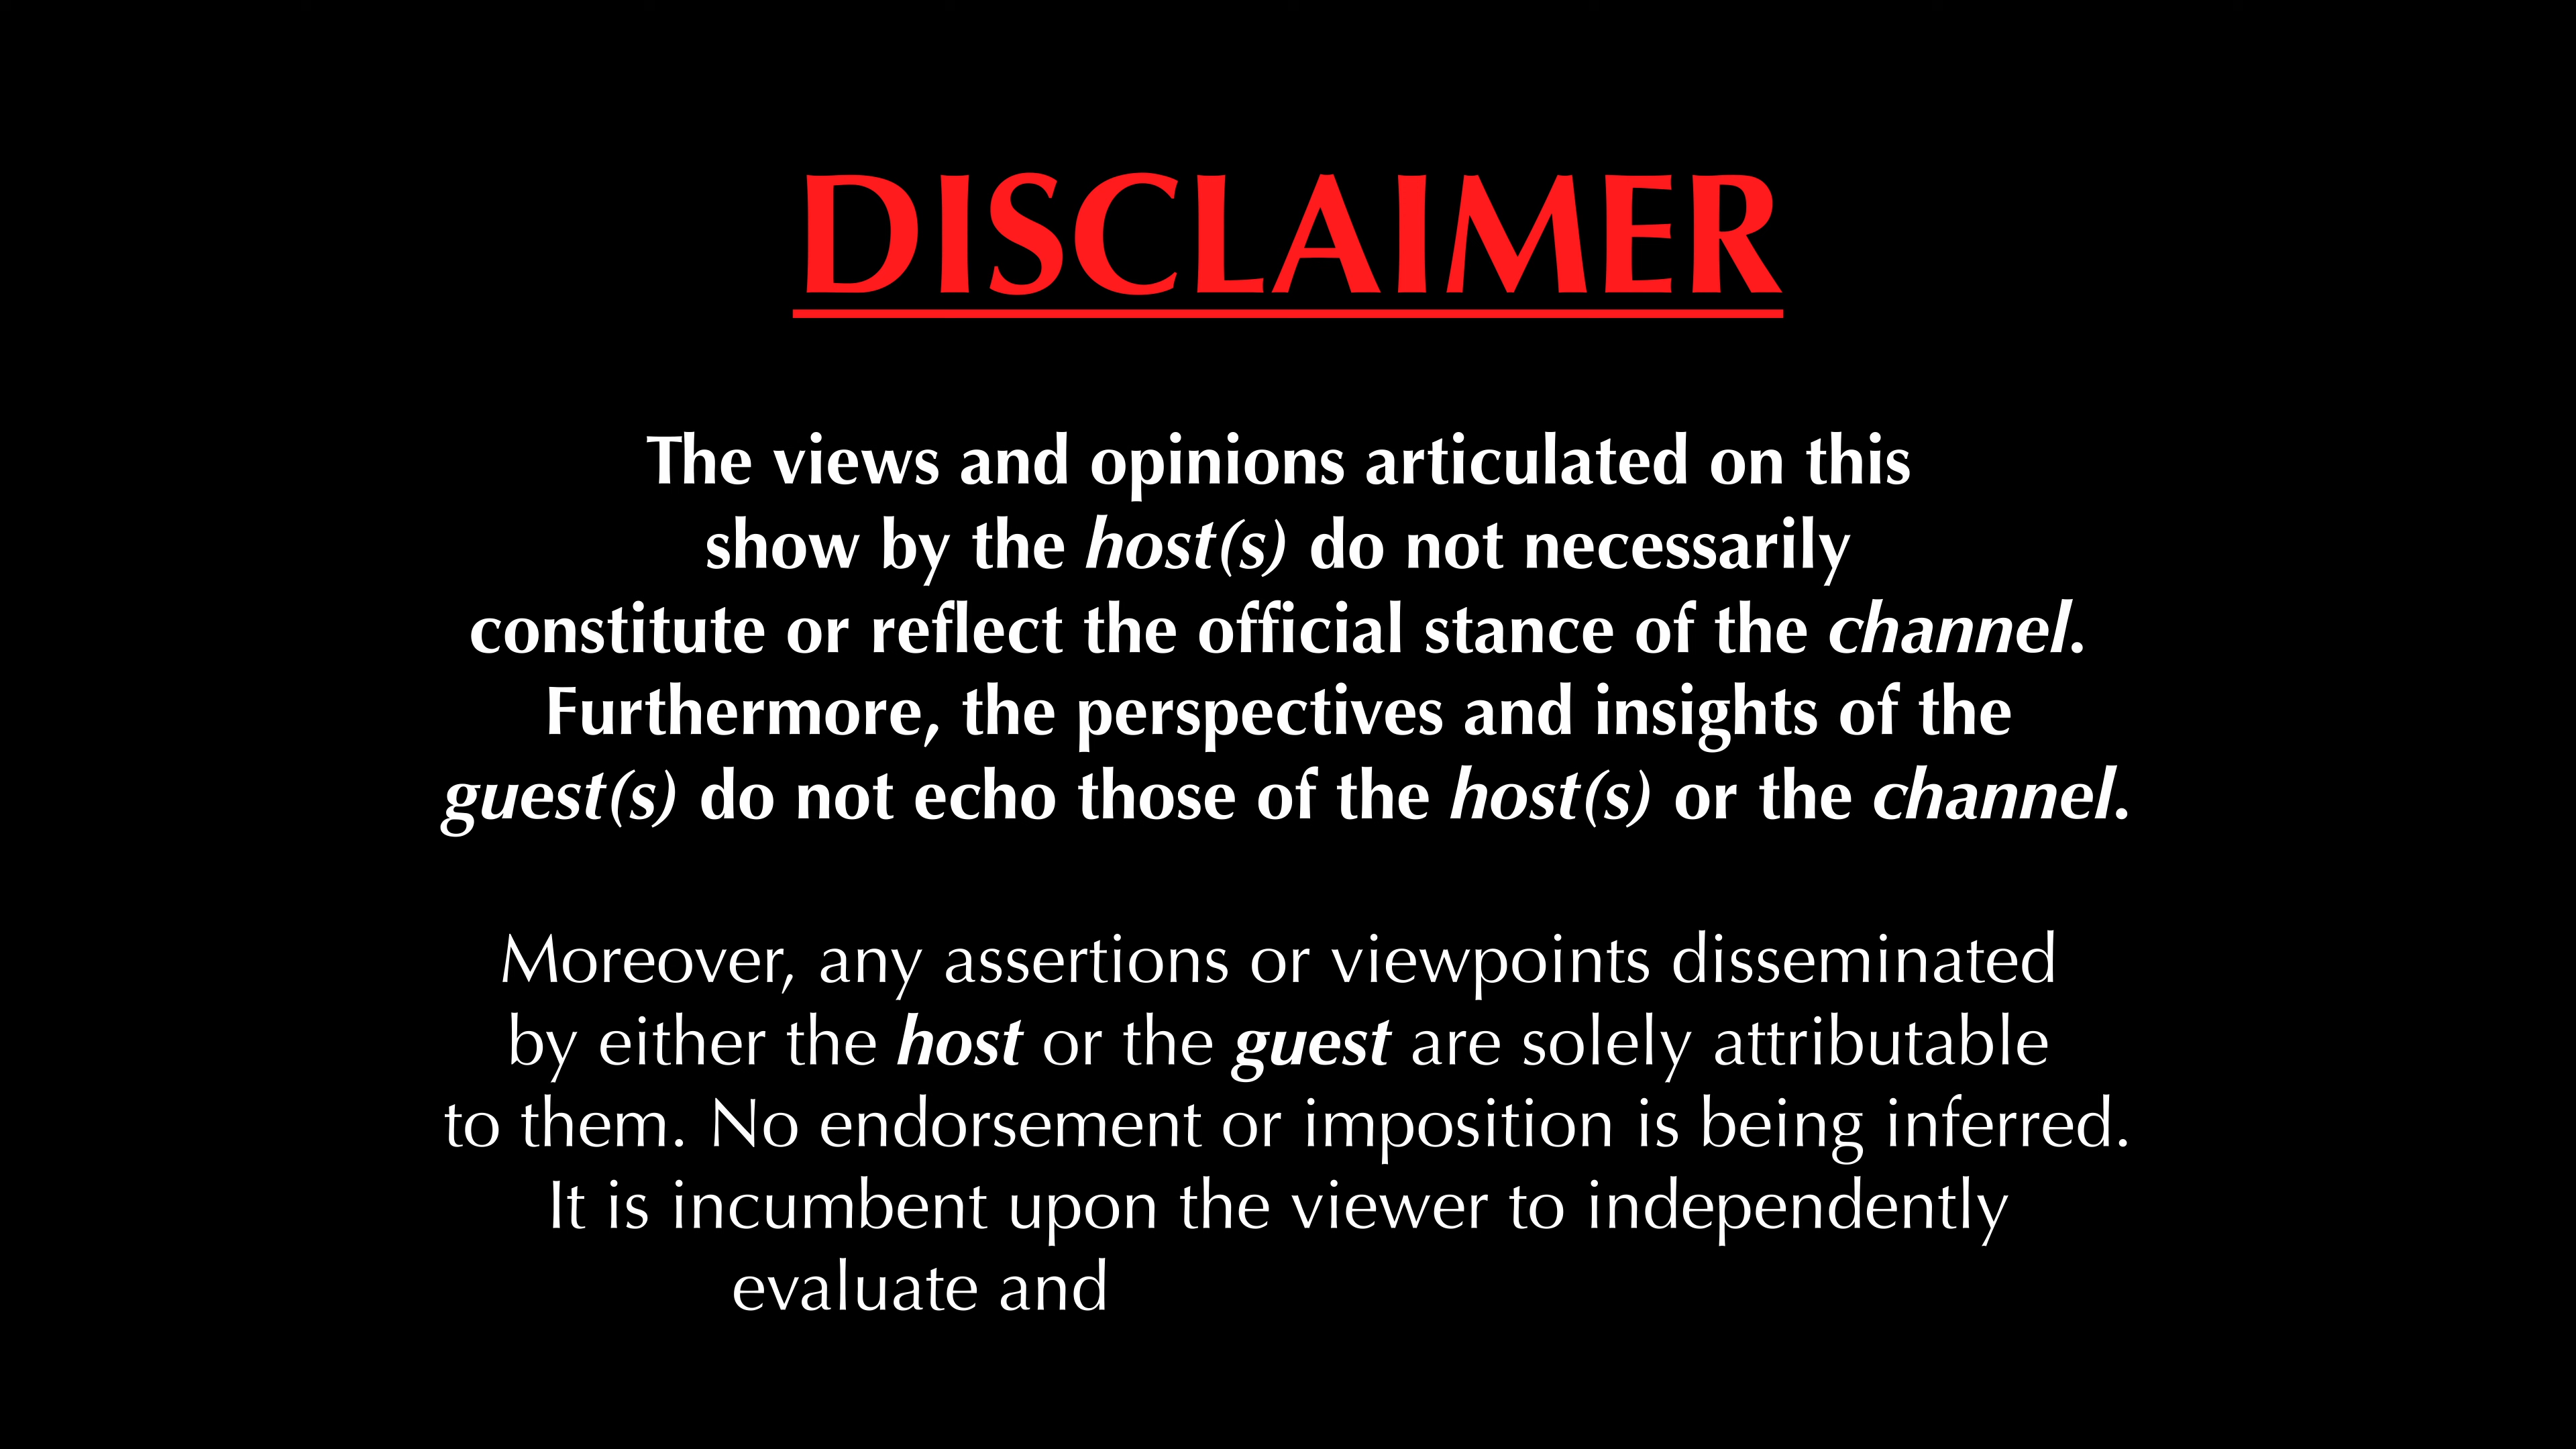 DISCLAIMER
The views and opinions articulated on this
show by the host(s) do not necessarily
constitute or reflect the official stance of the channel.
Furthermore, the perspectives and insights of the
guest(s) do not echo those of the host(s) or the channel.
Moreover, any assertions or viewpoints disseminated
by either the host or the guest are solely attributable
to them. No endorsement or imposition is being inferred.
It is incumbent upon the viewer to independently
evaluate and